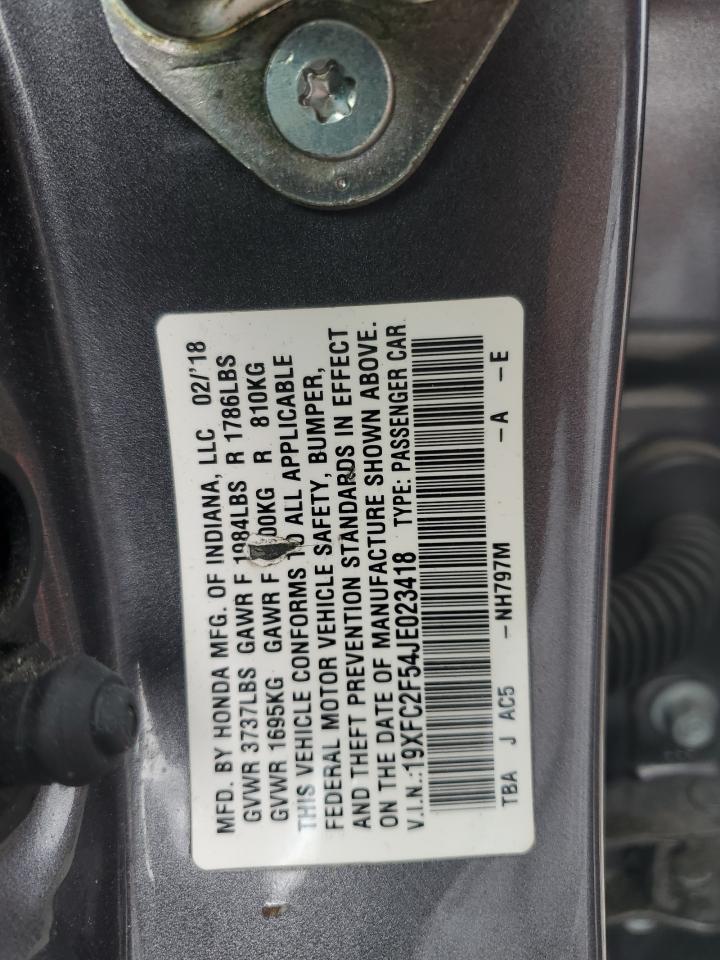 MFD. BY HONDA MFG. OF INDIANA, LLC 02/'18
GVWR 3737LBS GAWR F 1984LBS R 1786LBS
GVWR 1695KG GAWR F 00KG R 810KG
THIS VEHICLE CONFORMS TO ALL APPLICABLE
FEDERAL MOTOR VEHICLE SAFETY, BUMPER,
AND THEFT PREVENTION STANDARDS IN EFFECT
ON THE DATE OF MANUFACTURE SHOWN ABOVE.
V.I.N.:19XFC2F54JE023418 TYPE: PASSENGER CAR
TBA J AC5 -NH797M -A -E